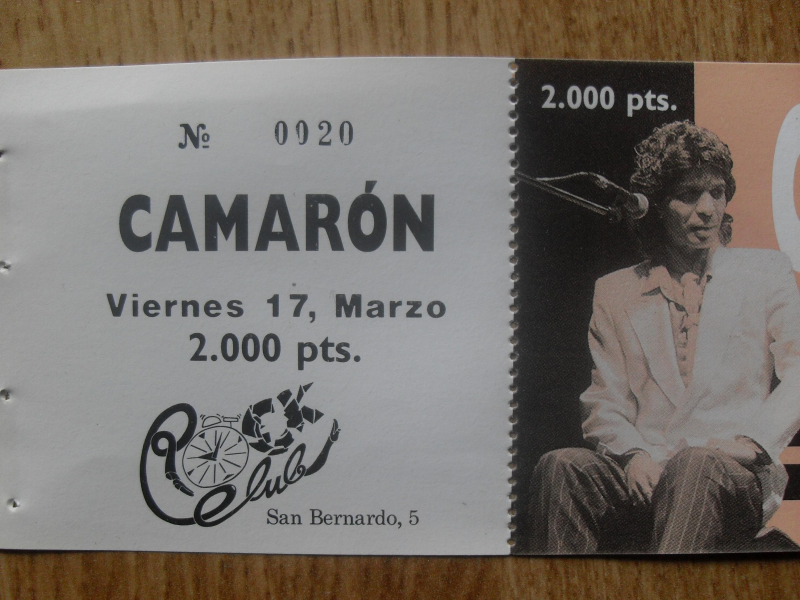 № 0020
CAMARÓN
Viernes 17, Marzo
2.000 pts.
Rock
Club
San Bernardo, 5
2.000 pts.